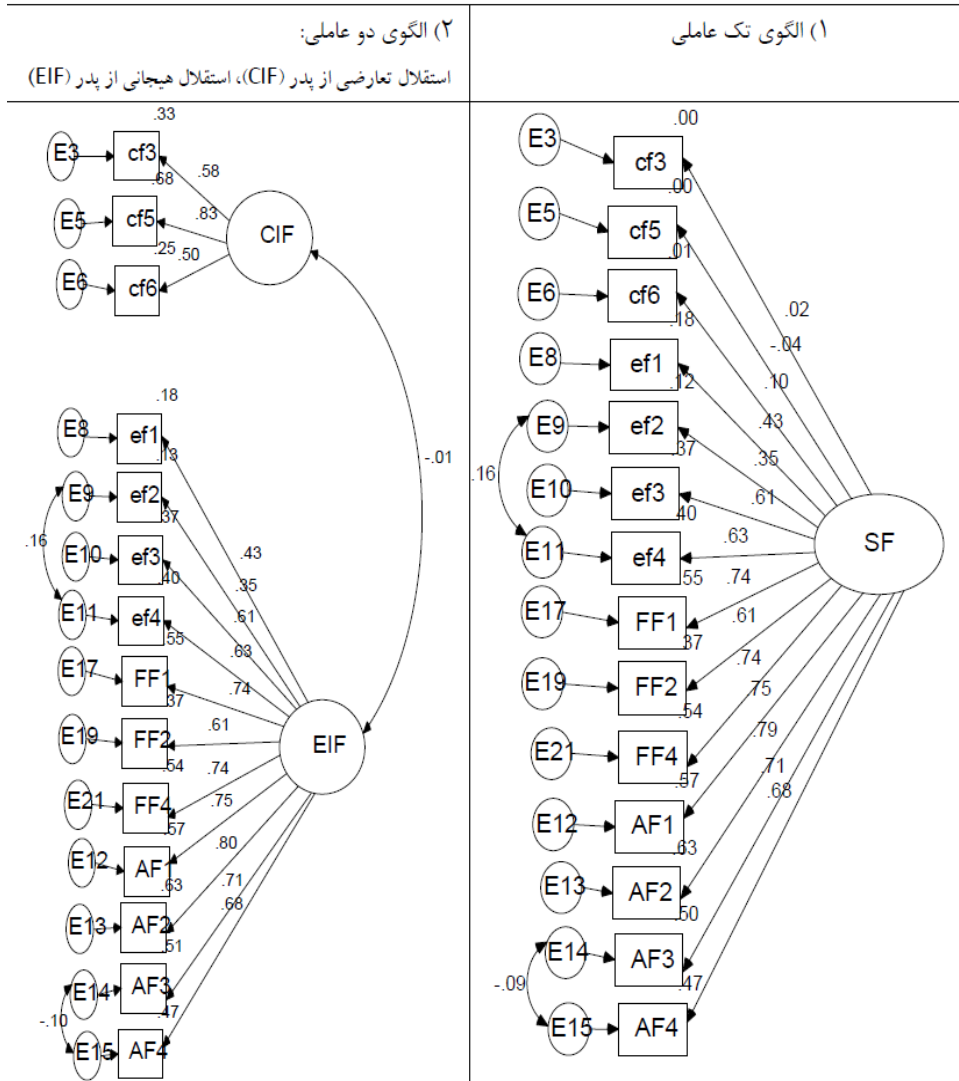 ۱) الگوی تک عاملی
.00
E3
cf3
.00
E5
cf5
.01
E6
cf6
.02
.18
-.04
E8
ef1
.10
.12
E9
ef2
.43
.37
.35
.16
E10
ef3
.61
.40
SF
E11
ef4
.63
.55
.74
E17
FF1
.61
.37
.74
E19
FF2
.54
.75
E21
FF4
.79
.57
.71
.68
E12
AF1
.63
E13
AF2
.50
E14
AF3
.47
-.09
E15
AF4
۲) الگوی دو عاملی:
استقلال تعارضی از پدر (CIF)، استقلال هیجانی از پدر (EIF)
.33
E3
cf3
.58
.68
E5
cf5
.83
CIF
.25
.50
E6
cf6
.18
E8
ef1
-.01
.13
E9
ef2
.37
.16
E10
ef3
.43
.40
.35
E11
ef4
.61
.55
.63
E17
FF1
.74
.37
E19
FF2
.61
EIF
.54
.74
E21
FF4
.75
.57
.80
E12
AF1
.63
.71
E13
AF2
.68
.51
E14
AF3
.47
-.10
E15
AF4